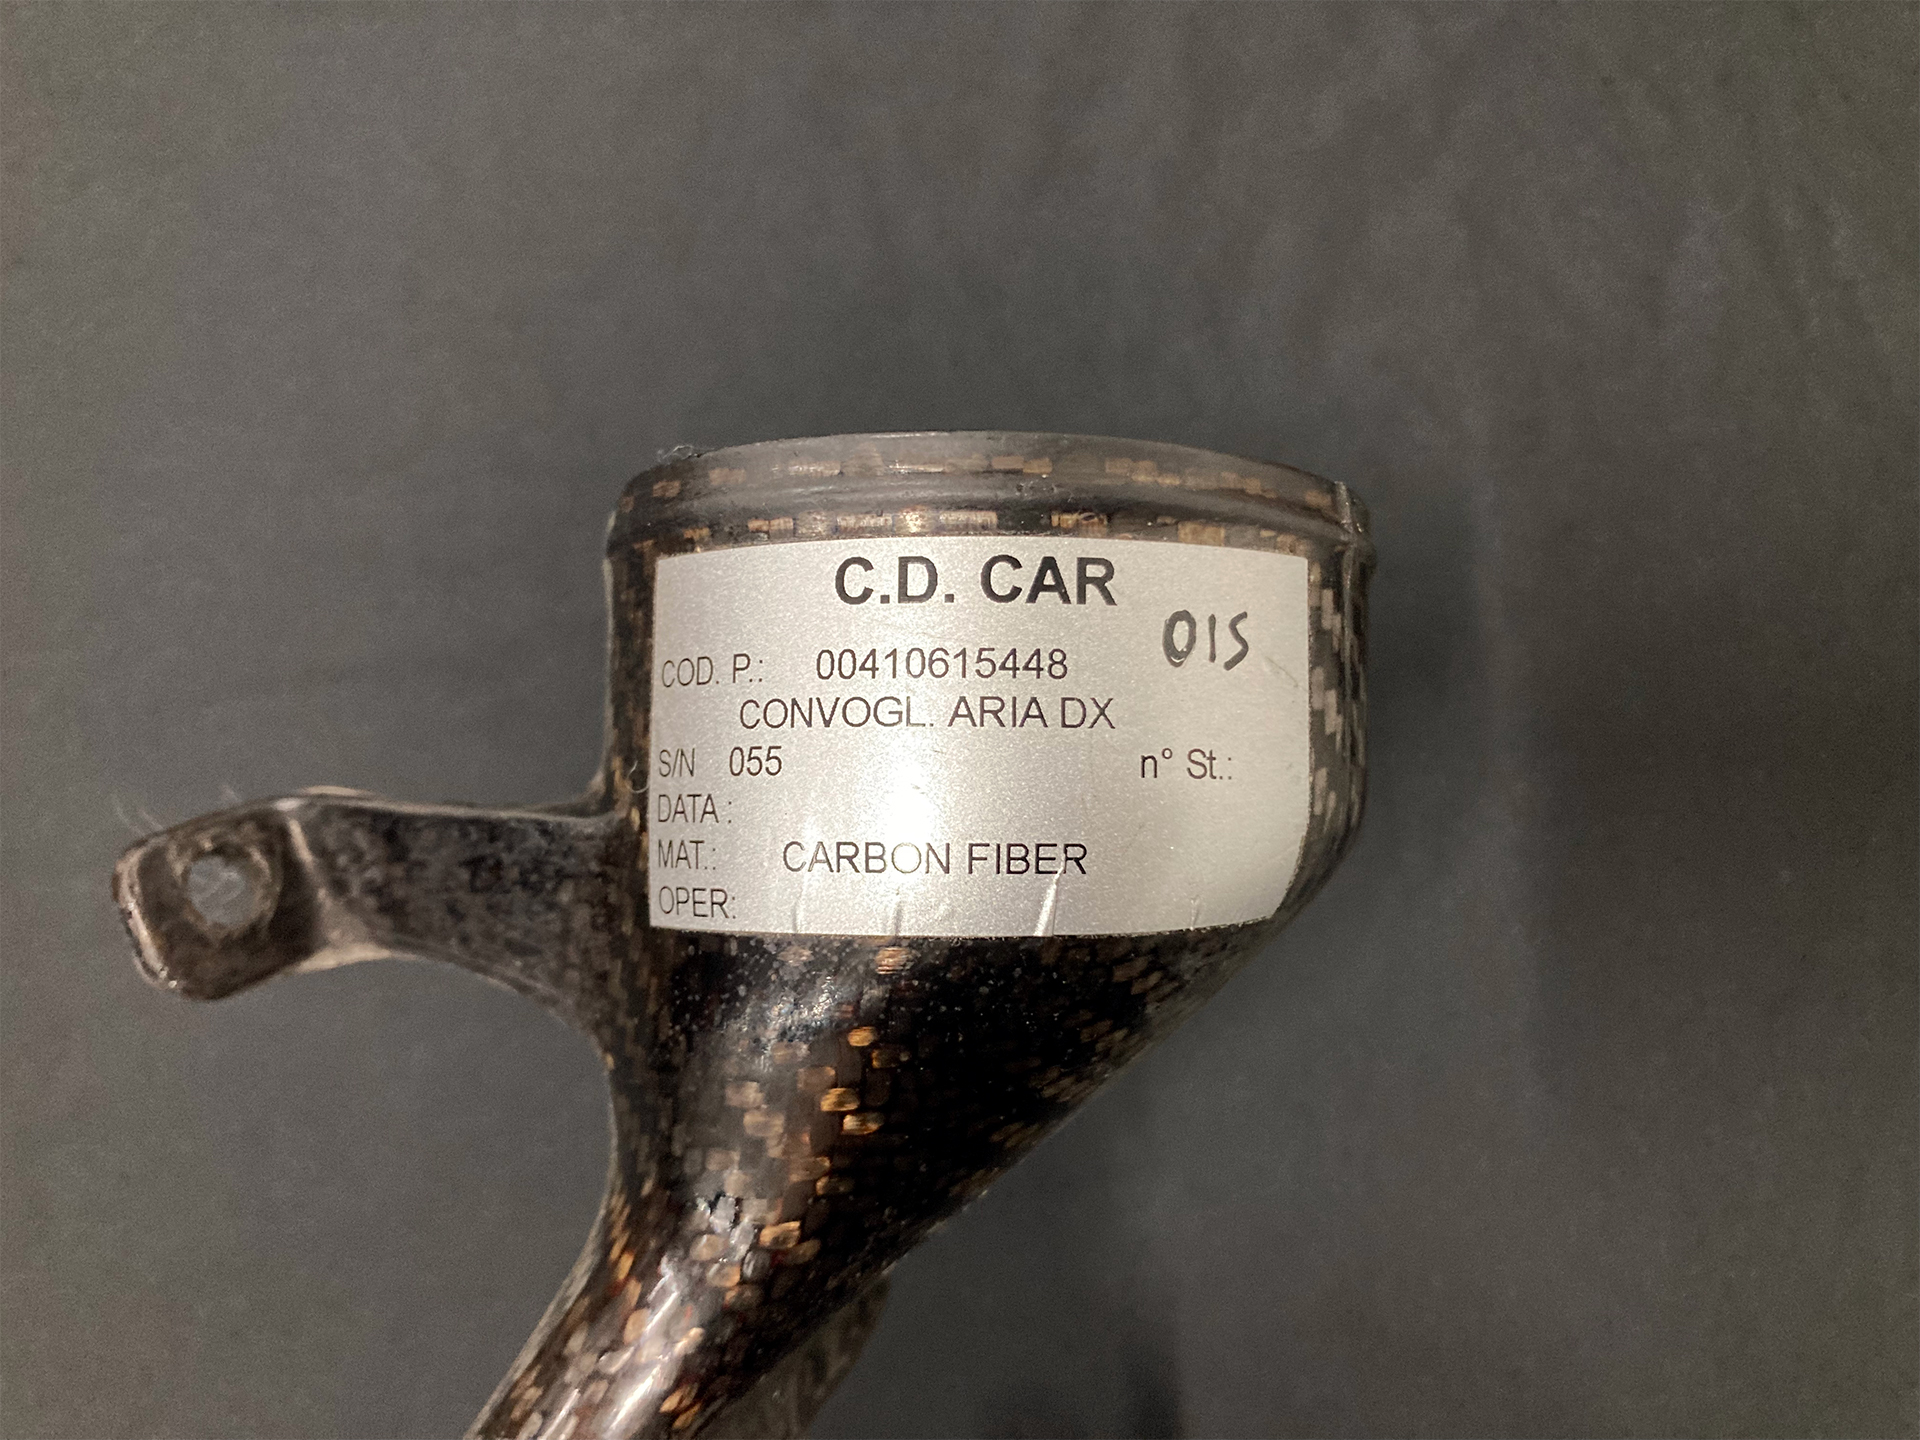 C.D. CAR
015
COD. P.: 00410615448
CONVOGL. ARIA DX
S/N 055 n° St.:
DATA :
MAT.: CARBON FIBER
OPER: